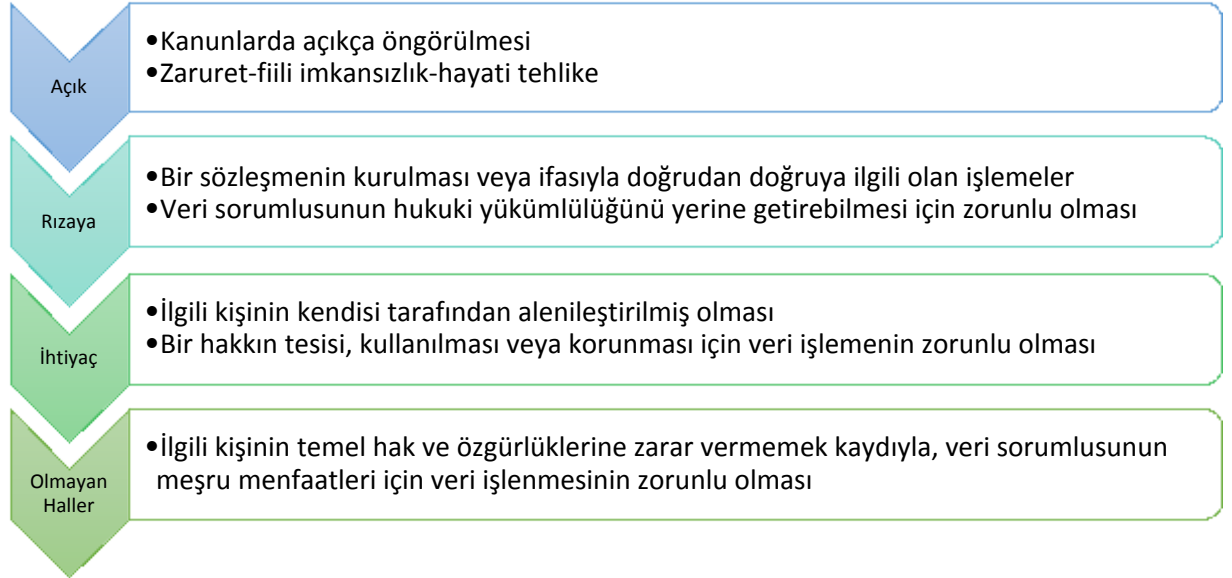 Açık
•Kanunlarda açıkça öngörülmesi
•Zaruret-fiili imkansızlık-hayati tehlike
Rızaya
•Bir sözleşmenin kurulması veya ifasıyla doğrudan doğruya ilgili olan işlemeler
•Veri sorumlusunun hukuki yükümlülüğünü yerine getirebilmesi için zorunlu olması
İhtiyaç
•İlgili kişinin kendisi tarafından alenileştirilmiş olması
•Bir hakkın tesisi, kullanılması veya korunması için veri işlemenin zorunlu olması
Olmayan
Haller
•İlgili kişinin temel hak ve özgürlüklerine zarar vermemek kaydıyla, veri sorumlusunun
meşru menfaatleri için veri işlenmesinin zorunlu olması